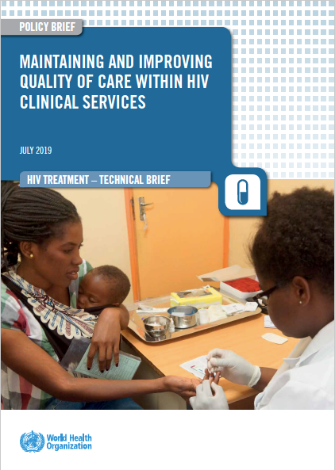 POLICY BRIEF
MAINTAINING AND IMPROVING
QUALITY OF CARE WITHIN HIV
CLINICAL SERVICES
JULY 2019
HIV TREATMENT – TECHNICAL BRIEF
World Health
Organization